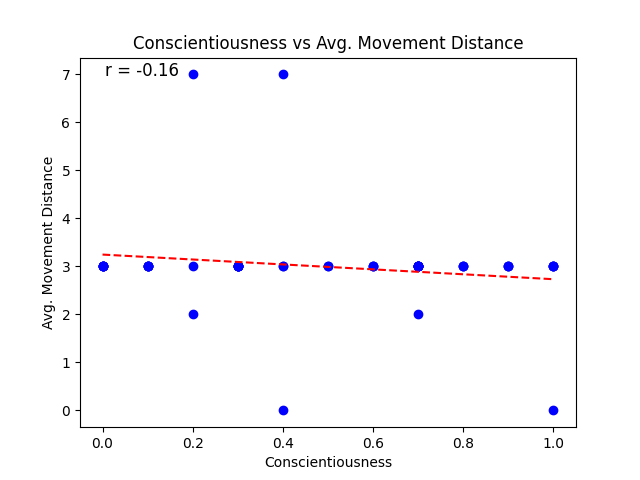 Conscientiousness vs Avg. Movement Distance
r = -0.16
Avg. Movement Distance
7
6
5
4
3
2
1
0
0.0 0.2 0.4 0.6 0.8 1.0
Conscientiousness